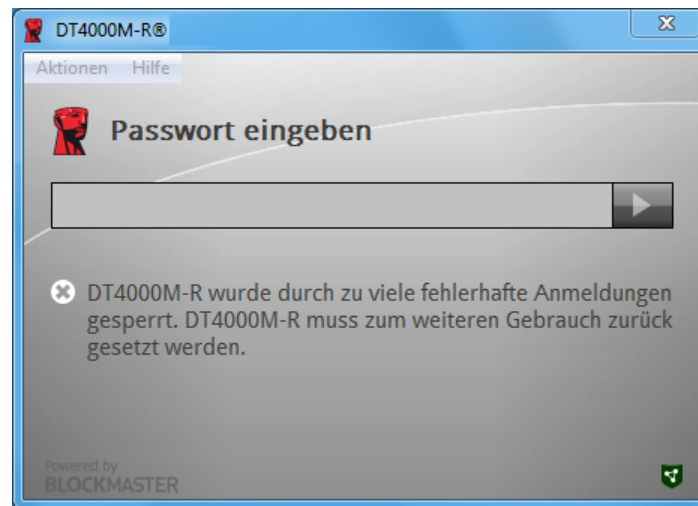 DT4000M-R®
Aktionen Hilfe
Passwort eingeben
DT4000M-R wurde durch zu viele fehlerhafte Anmeldungen
gesperrt. DT4000M-R muss zum weiteren Gebrauch zurück
gesetzt werden.
Powered by
BLOCKMASTER